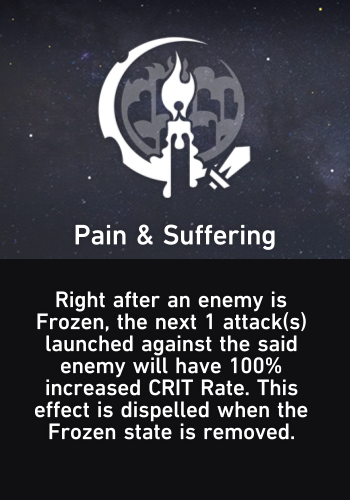 Pain & Suffering
Right after an enemy is
Frozen, the next 1 attack(s)
launched against the said
enemy will have 100%
increased CRIT Rate. This
effect is dispelled when the
Frozen state is removed.